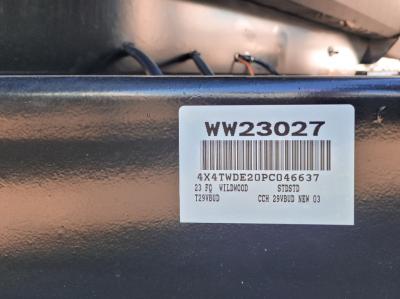 WW23027
4X4TWDE20PC046637
23 FQ WILDWOOD STDSTD
T29VBUD CCH 29VBUD NEW 03